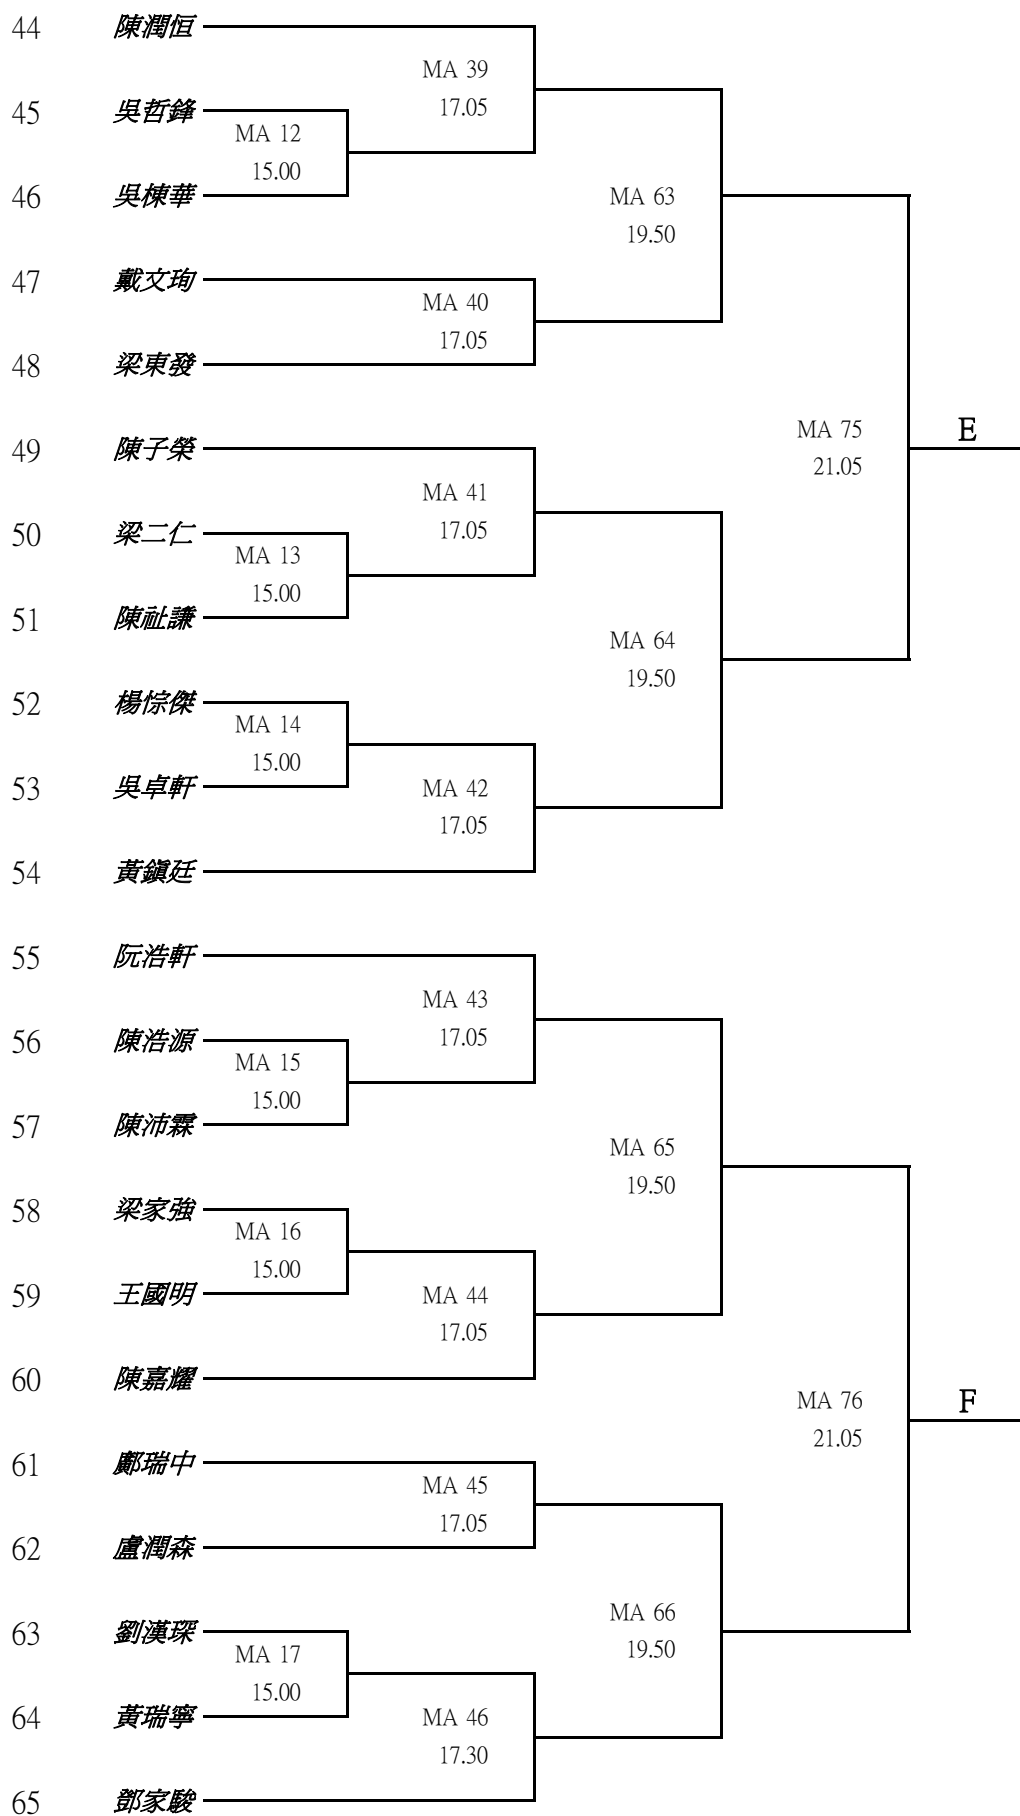 44 陳潤恒
MA 39
17.05
45 吳哲鋒
MA 12
15.00
46 吳棟華
MA 63
19.50
47 戴文珣
MA 40
17.05
48 梁東發
MA 75
21.05
E
49 陳子榮
MA 41
17.05
50 梁二仁
MA 13
15.00
51 陳祉謙
MA 64
19.50
52 楊悰傑
MA 14
15.00
53 吳卓軒
MA 42
17.05
54 黃鎭廷
55 阮浩軒
MA 43
17.05
56 陳浩源
MA 15
15.00
57 陳沛霖
MA 65
19.50
58 梁家強
MA 16
15.00
59 王國明
MA 44
17.05
60 陳嘉耀
MA 76
21.05
F
61 鄺瑞中
MA 45
17.05
62 盧潤森
MA 66
19.50
63 劉漢琛
MA 17
15.00
64 黃瑞寧
MA 46
17.30
65 鄧家駿